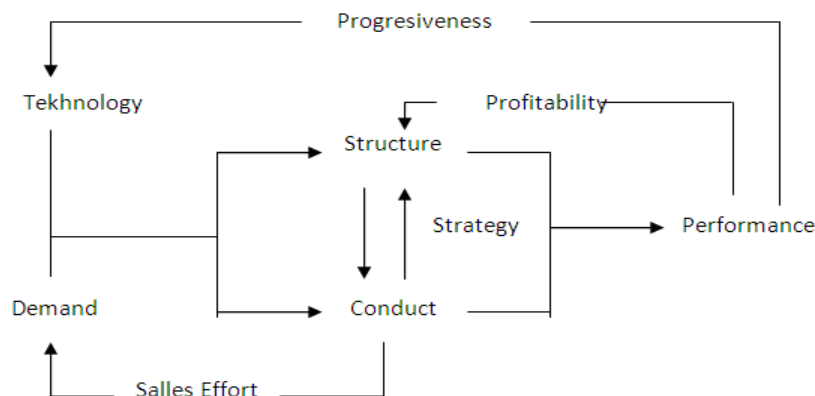 Progresiveness
Tekhnology
Profitability
Structure
Strategy
Performance
Demand
Conduct
Salles Effort